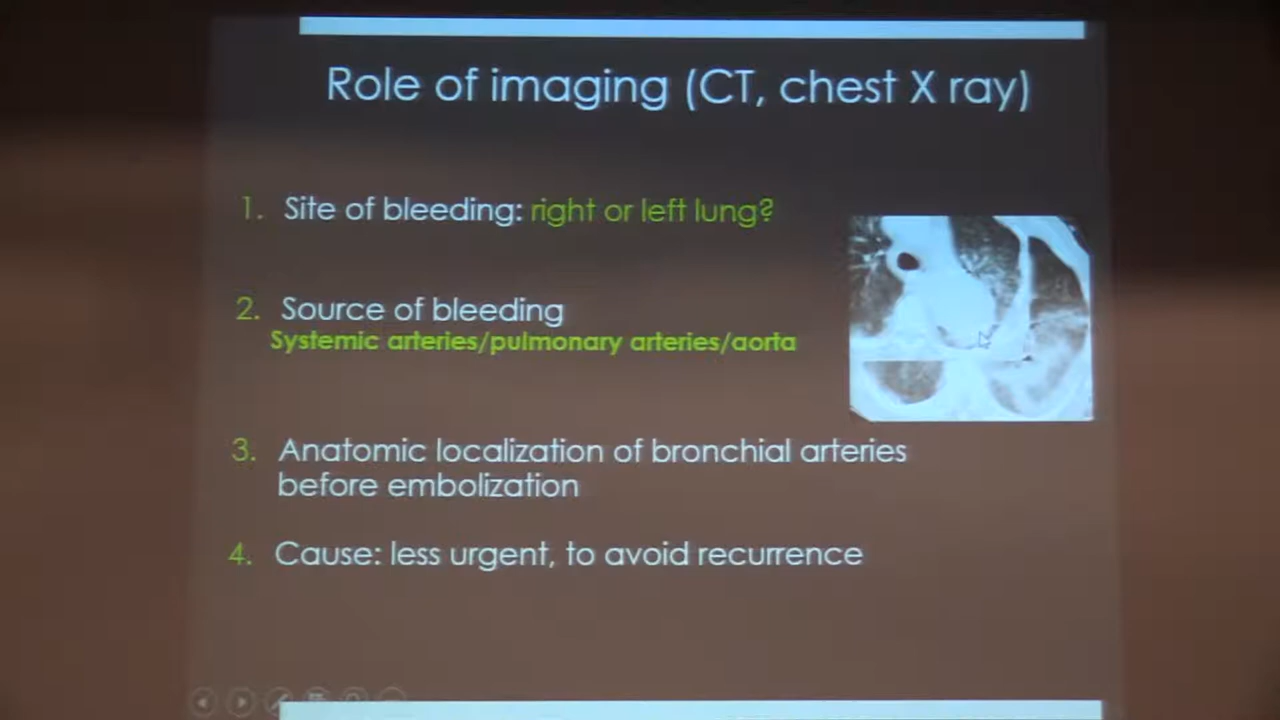 Role of imaging (CT, chest X ray)
1. Site of bleeding: right or left lung?
2. Source of bleeding
Systemic arteries/pulmonary arteries/aorta
3. Anatomic localization of bronchial arteries
before embolization
4. Cause: less urgent, to avoid recurrence